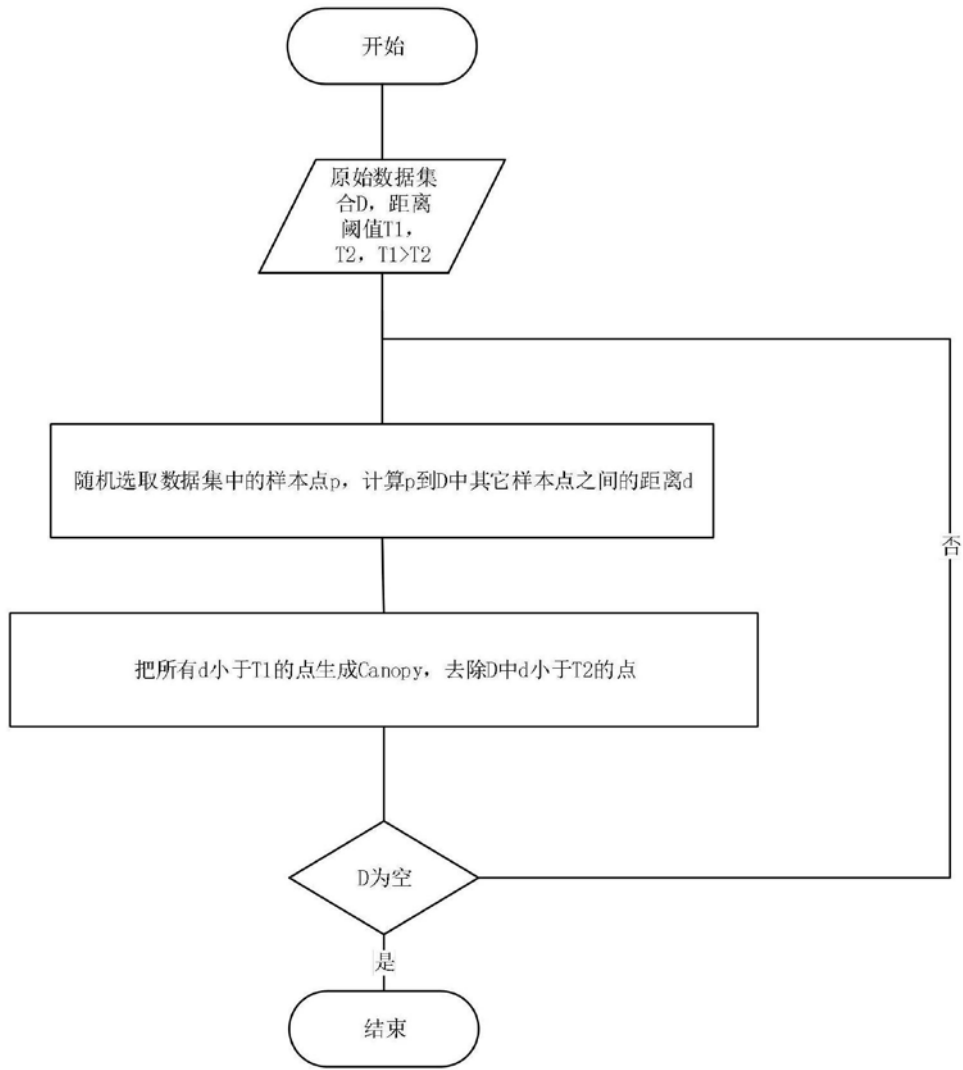 开始
原始数据集
合D，距离
阈值T1，
T2，T1>T2
随机选取数据集中的样本点p，计算p到D中其它样本点之间的距离d
否
把所有d小于T1的点生成Canopy，去除D中d小于T2的点
D为空
是
结束